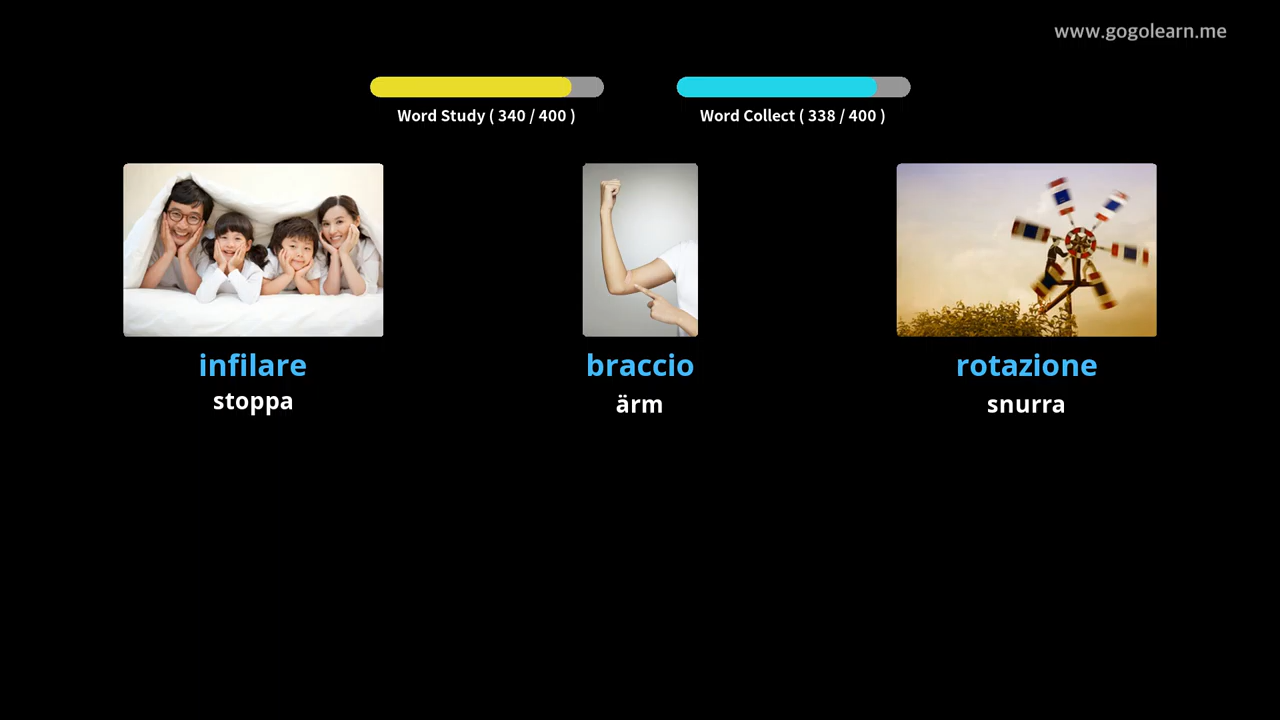 www.gogolearn.me
Word Study ( 340 / 400 )
Word Collect ( 338 / 400 )
infilare
stoppa
braccio
ärm
rotazione
snurra